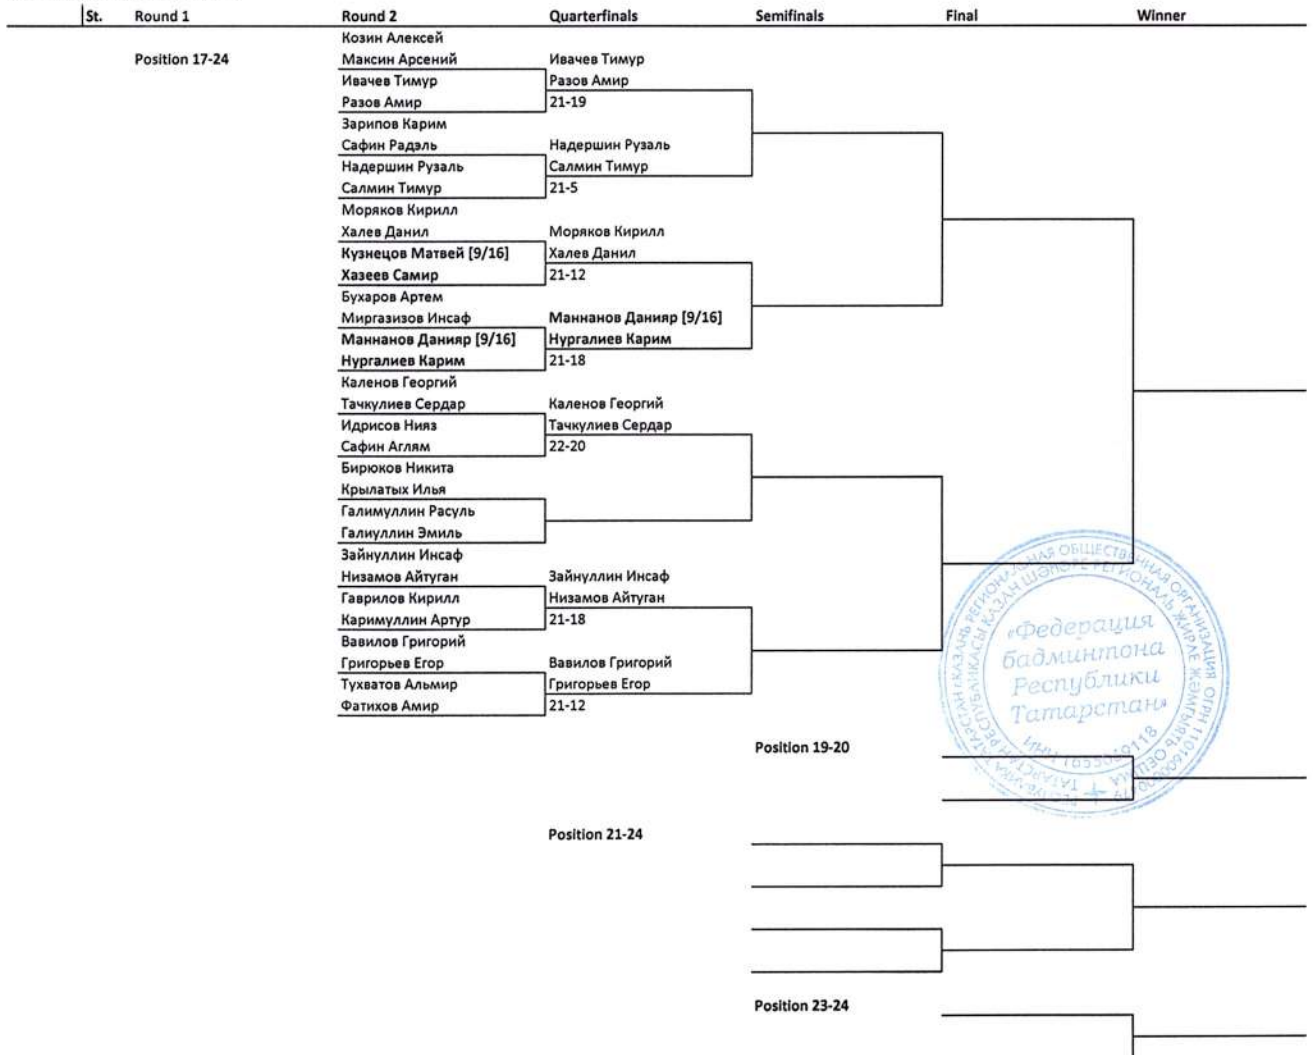 St. Round 1 Round 2 Quarterfinals Semifinals Final Winner
Козин Алексей
Position 17-24 Максин Арсений Ивачев Тимур
Ивачев Тимур Разов Амир
Разов Амир 21-19
Зарипов Карим
Сафин Радэль Надершин Рузаль
Надершин Рузаль Салмин Тимур
Салмин Тимур 21-5
Моряков Кирилл
Халев Данил Моряков Кирилл
Кузнецов Матвей [9/16] Халев Данил
Хазеев Самир 21-12
Бухаров Артем
Миргазизов Инсаф Маннанов Данияр [9/16]
Маннанов Данияр [9/16] Нургалиев Карим
Нургалиев Карим 21-18
Каленов Георгий
Тачкулиев Сердар Каленов Георгий
Идрисов Нияз Тачкулиев Сердар
Сафин Аглям 22-20
Бирюков Никита
Крылатых Илья
Галимуллин Расуль
Галиуллин Эмиль
Зайнуллин Инсаф
Низамов Айтуган Зайнуллин Инсаф
Гаврилов Кирилл Низамов Айтуган
Каримуллин Артур 21-18
Вавилов Григорий
Григорьев Егор Вавилов Григорий
Тухватов Альмир Григорьев Егор
Фатихов Амир 21-12
«Федерация
бадминтона
Республики
Татарстан»
Position 19-20
Position 21-24
Position 23-24